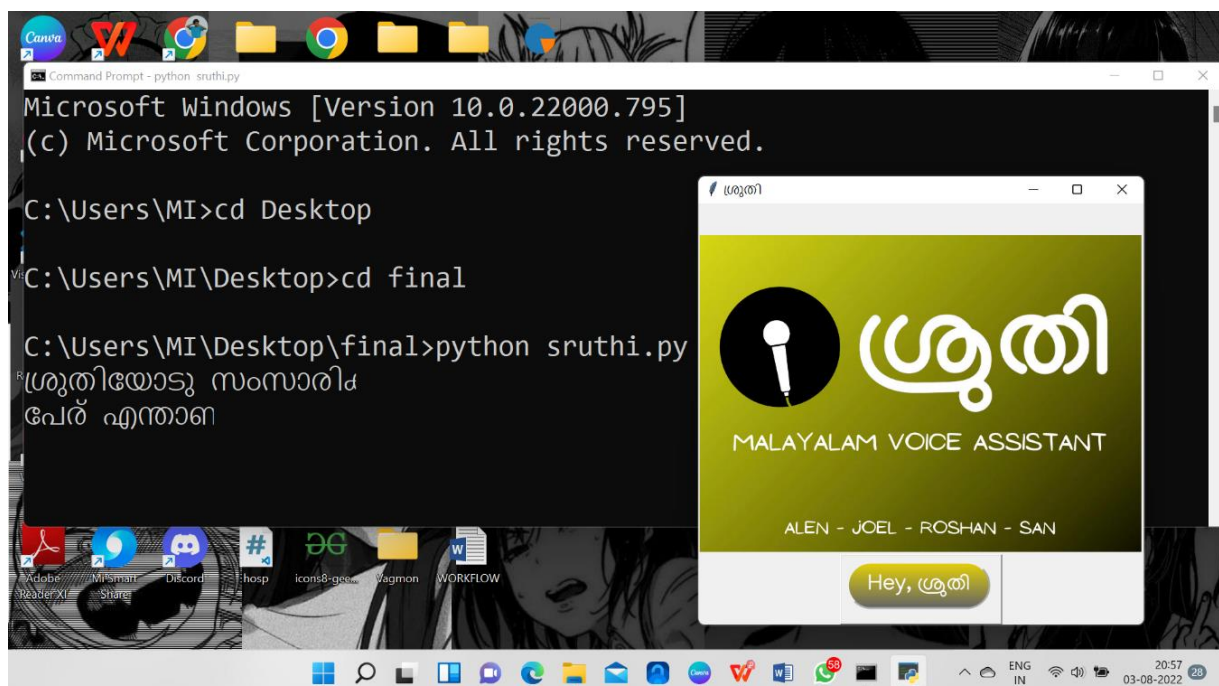 Canva
Command Prompt - python sruthi.py
Microsoft Windows [Version 10.0.22000.795]
(c) Microsoft Corporation. All rights reserved.
C:\Users\MI>cd Desktop
C:\Users\MI\Desktop>cd final
C:\Users\MI\Desktop\final>python sruthi.py
ശ്രുതിയോടു
പേര്
ശ്രുതി
ശ്രുതി
MALAYALAM VOICE ASSISTANT
ALEN - JOEL - ROSHAN - SAN
Hey, ശ്രുതി
Adobe Reader XI
Mi Smart Share
Discord
hosp
icons8-gee...
Vagmon
WORKFLOW
58
ENG
IN
20:57
03-08-2022
28